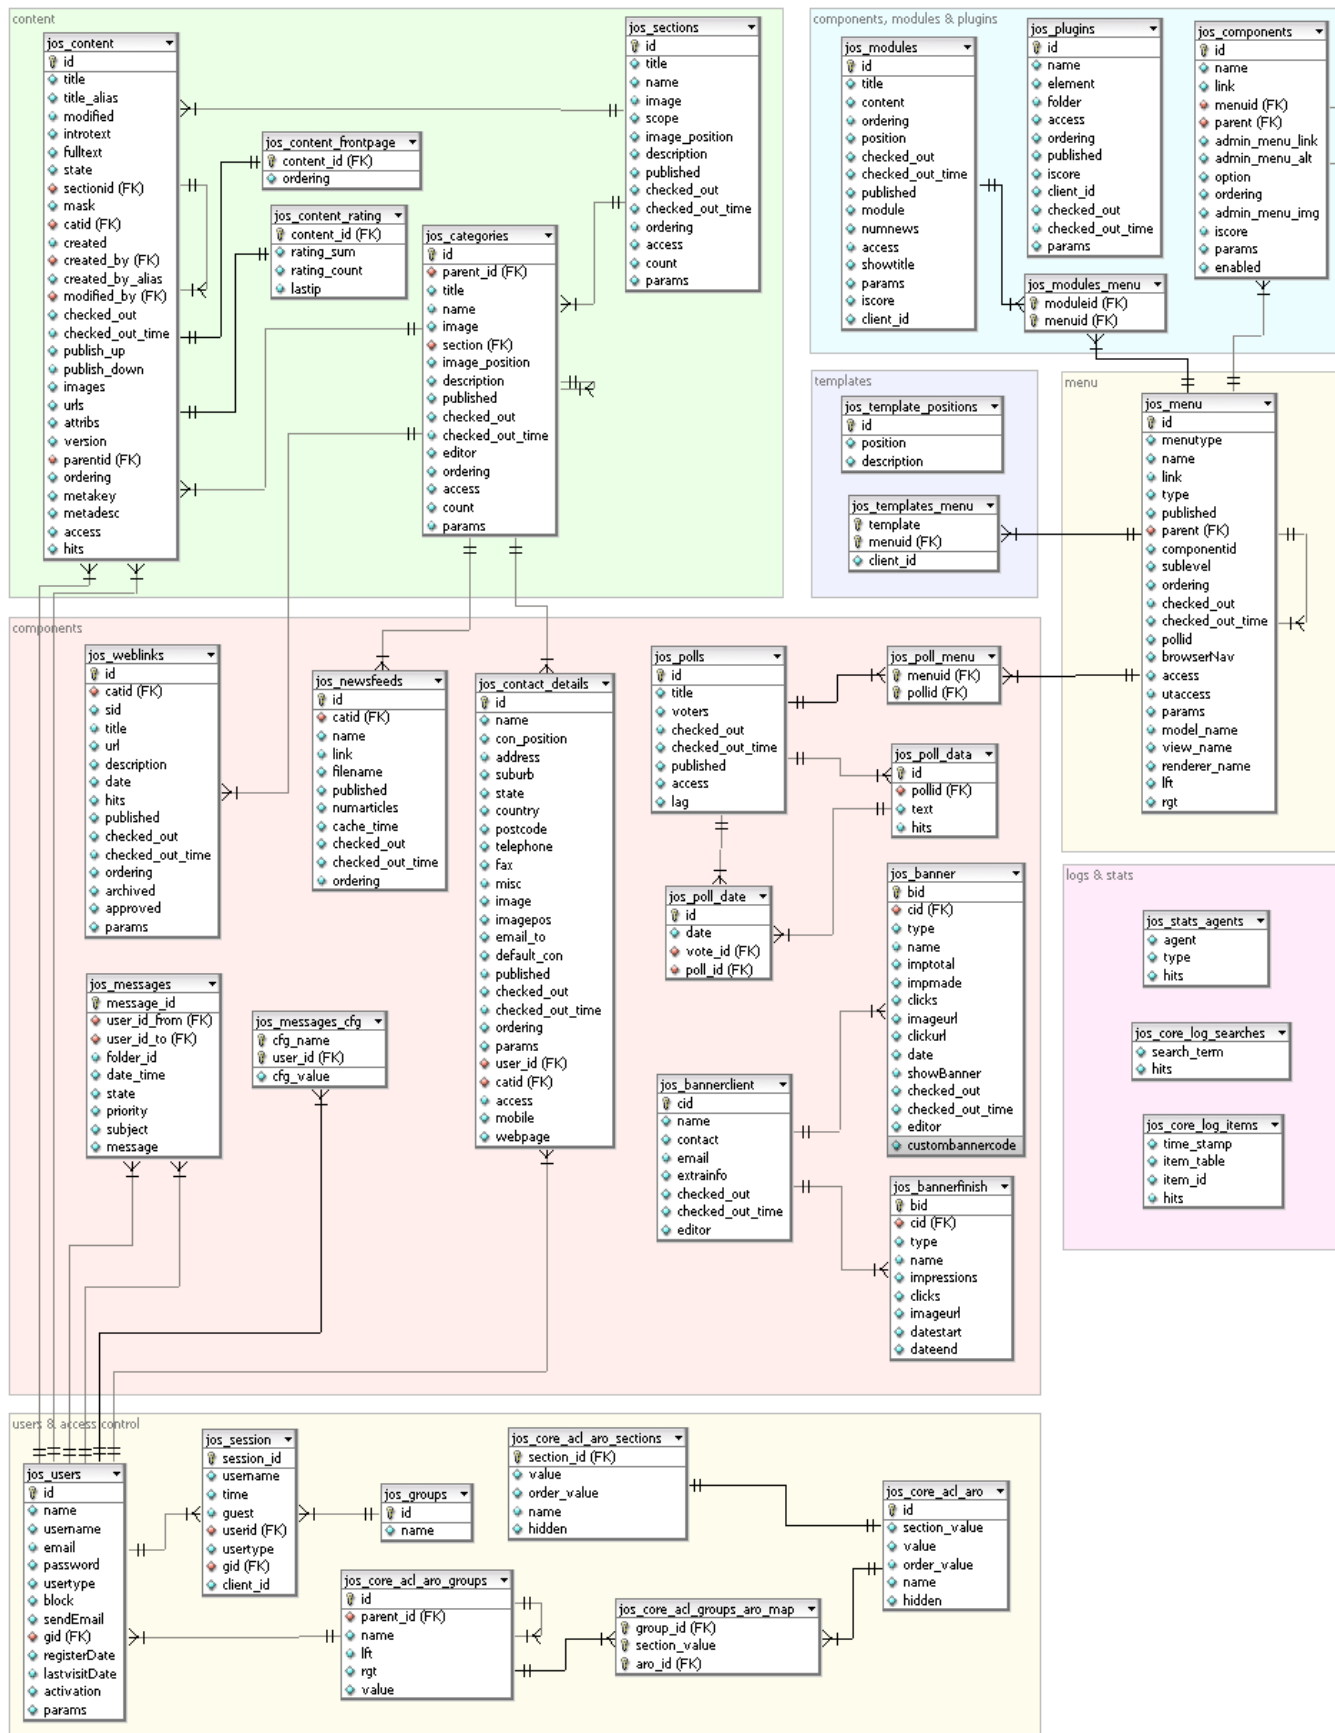 content
jos_content
id
title
title_alias
modified
introtext
fulltext
state
sectionid (FK)
mask
catid (FK)
created
created_by (FK)
created_by_alias
modified_by (FK)
checked_out
checked_out_time
publish_up
publish_down
images
urls
attribs
version
parentid (FK)
ordering
metakey
metadesc
access
hits
jos_content_frontpage
content_id (FK)
ordering
jos_content_rating
content_id (FK)
rating_sum
rating_count
lastip
jos_categories
id
parent_id (FK)
title
name
image
section (FK)
image_position
description
published
checked_out
checked_out_time
editor
ordering
access
count
params
jos_sections
id
title
name
image
scope
image_position
description
published
checked_out
checked_out_time
ordering
access
count
params
components, modules & plugins
jos_modules
id
title
content
ordering
position
checked_out
checked_out_time
published
module
numnews
access
showtitle
params
iscore
client_id
jos_plugins
id
name
element
folder
access
ordering
published
iscore
client_id
checked_out
checked_out_time
params
jos_modules_menu
moduleid (FK)
menuid (FK)
jos_components
id
name
link
menuid (FK)
parent (FK)
admin_menu_link
admin_menu_alt
option
ordering
admin_menu_img
iscore
params
enabled
templates
jos_template_positions
id
position
description
jos_templates_menu
template
menuid (FK)
client_id
menu
jos_menu
id
menutype
name
link
type
published
parent (FK)
componentid
sublevel
ordering
checked_out
checked_out_time
pollid
browserNav
access
utaccess
params
model_name
view_name
renderer_name
lft
rgt
components
jos_weblinks
id
catid (FK)
sid
title
url
description
date
hits
published
checked_out
checked_out_time
ordering
archived
approved
params
jos_newsfeeds
id
catid (FK)
name
link
filename
published
numarticles
cache_time
checked_out
checked_out_time
ordering
jos_contact_details
id
name
con_position
address
suburb
state
country
postcode
telephone
fax
misc
image
imagepos
email_to
default_con
published
checked_out
checked_out_time
ordering
params
user_id (FK)
catid (FK)
access
mobile
webpage
jos_polls
id
title
voters
checked_out
checked_out_time
published
access
lag
jos_poll_menu
menuid (FK)
pollid (FK)
jos_poll_data
id
pollid (FK)
text
hits
jos_poll_date
id
date
vote_id (FK)
poll_id (FK)
jos_banner
bid
cid (FK)
type
name
imptotal
impmade
clicks
imageurl
clickurl
date
showBanner
checked_out
checked_out_time
editor
custombannercode
jos_messages
message_id
user_id_from (FK)
user_id_to (FK)
folder_id
date_time
state
priority
subject
message
jos_messages_cfg
cfg_name
user_id (FK)
cfg_value
jos_bannerclient
cid
name
contact
email
extrainfo
checked_out
checked_out_time
editor
jos_bannerfinish
bid
cid (FK)
type
name
impressions
clicks
imageurl
datestart
dateend
logs & stats
jos_stats_agents
agent
type
hits
jos_core_log_searches
search_term
hits
jos_core_log_items
time_stamp
item_table
item_id
hits
users & access control
jos_users
id
name
username
email
password
usertype
block
sendEmail
gid (FK)
registerDate
lastvisitDate
activation
params
jos_session
session_id
username
time
guest
userid (FK)
usertype
gid (FK)
client_id
jos_groups
id
name
jos_core_acl_aro_sections
section_id (FK)
value
order_value
name
hidden
jos_core_acl_aro
id
section_value
value
order_value
name
hidden
jos_core_acl_aro_groups
id
parent_id (FK)
name
lft
rgt
value
jos_core_acl_groups_aro_map
group_id (FK)
section_value
aro_id (FK)